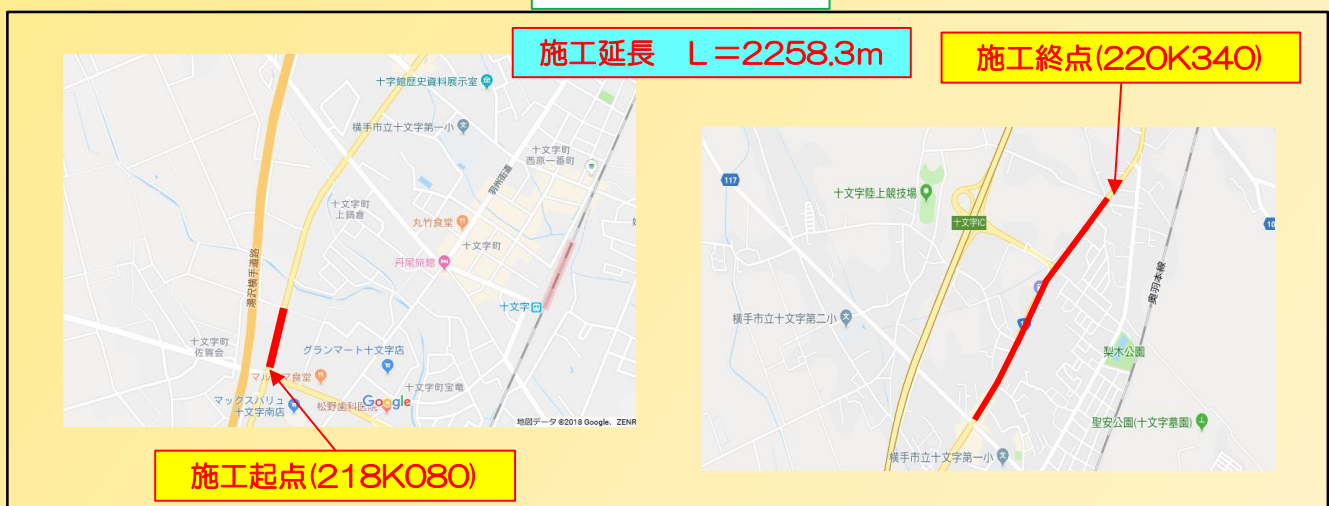 施工延長　L=2258.3m
施工終点(220K340)
十字館歴史資料展示室
横手市立十文字第一小
十文字町
西原一番町
羽州街道
十文字町
上鍋倉
丸竹食堂
十文字町
丹尾旅館
湯沢横手道路
十文字
十文字町
佐賀会
グランマート十文字店
マル
マ食堂
十文字町宝竜
マックスバリュ
十文字南店
松野歯科医院
Google
地図データ ©2018 Google、ZENR
施工起点(218K080)
117
十文字陸上競技場
十文字IC
10
奥羽本線
横手市立十文字第二小
梨木公園
聖安公園(十文字墓園)
横手市立十文字第一小